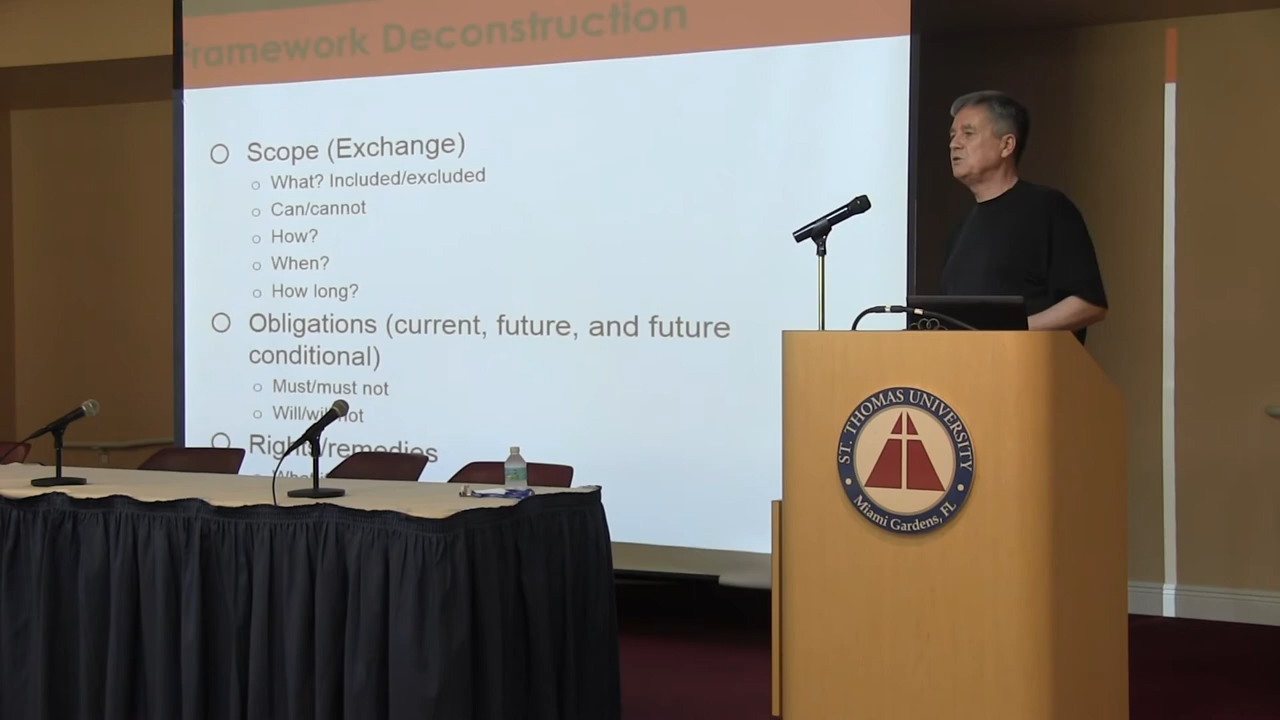 Framework Deconstruction
Scope (Exchange)
What? Included/excluded
Can/cannot
How?
When?
How long?
Obligations (current, future, and future
conditional)
Must/must not
Will/will not
Rights/remedies
ST. THOMAS UNIVERSITY
Miami Gardens, FL